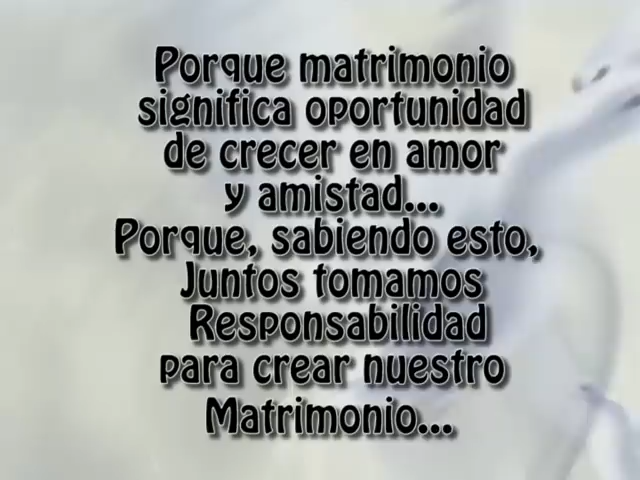 Porque matrimonio
significa oportunidad
de crecer en amor
y amistad...
Porque, sabiendo esto,
Juntos tomamos
Responsabilidad
para crear nuestro
Matrimonio...